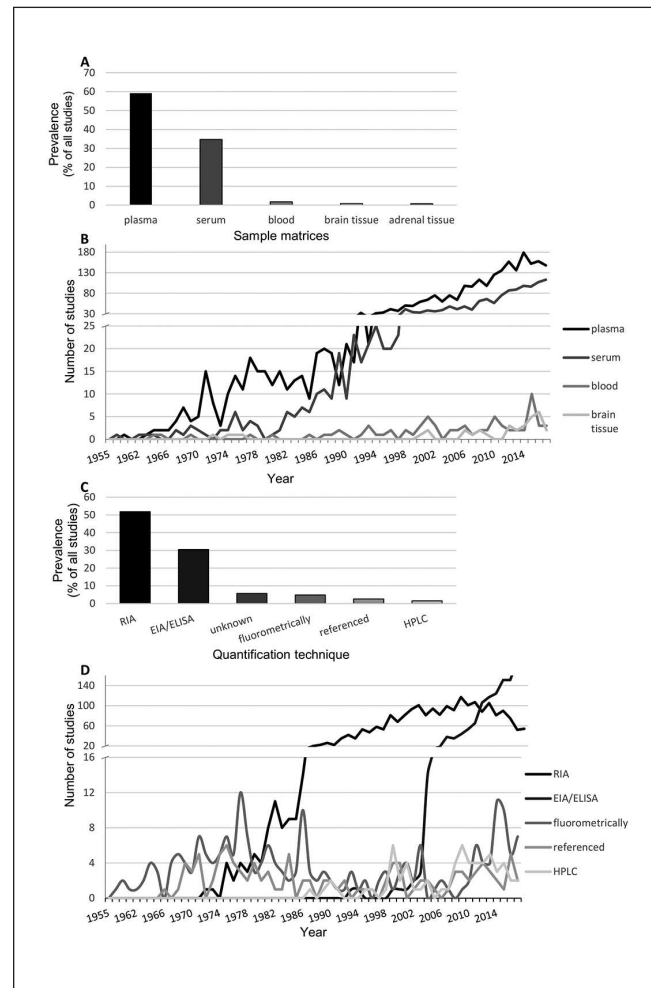 A
Prevalence
(% of all studies)
70
60
50
40
30
20
10
0
plasma serum blood brain tissue adrenal tissue
Sample matrices
B
Number of studies
180
130
80
30
25
20
15
10
5
0
1955 1962 1966 1970 1974 1978 1982 1986 1990 1994 1998 2002 2006 2010 2014
Year
plasma
serum
blood
brain
tissue
C
Prevalence
(% of all studies)
60
50
40
30
20
10
0
RIA EIA/ELISA unknown fluorometrically referenced HPLC
Quantification technique
D
Number of studies
140
100
60
20
16
12
8
4
0
1955 1962 1966 1970 1974 1978 1982 1986 1990 1994 1998 2002 2006 2010 2014
Year
RIA
EIA/ELISA
fluorometrically
referenced
HPLC